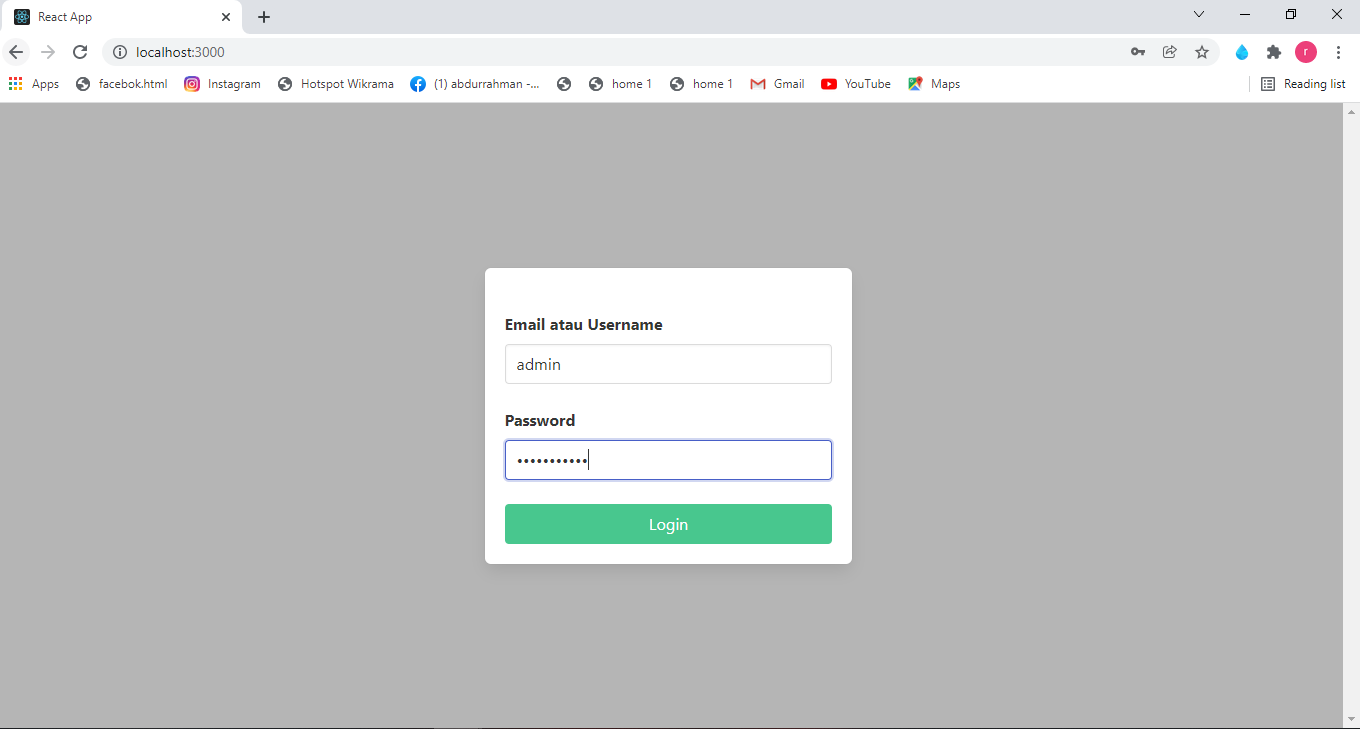 React App
localhost:3000
r
Apps facebok.html Instagram Hotspot Wikrama (1) abdurrahman -... home 1 home 1 Gmail YouTube Maps Reading list
Email atau Username
admin
Password
•••••••••••
Login